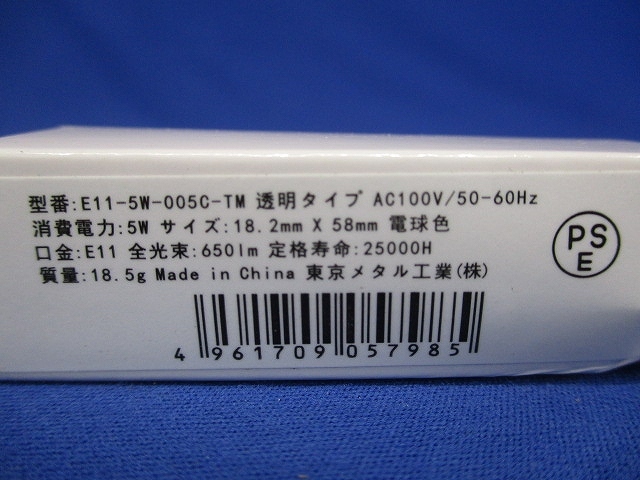 型番:E11-5W-005C-TM 透明タイプ AC100V/50-60Hz
消費電力:5W サイズ:18.2mm X 58mm 電球色
口金:E11 全光束:650lm 定格寿命:25000H
質量:18.5g Made in China 東京メタル工業(株)
PS
E
4 961709 057985